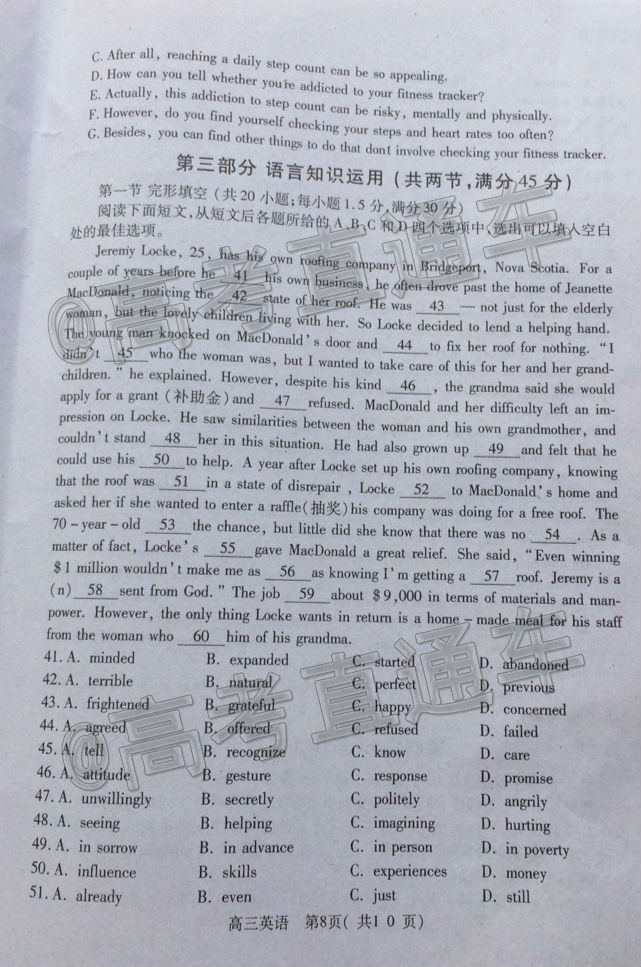 C. After all, reaching a daily step count can be so appealing.
D. How can you tell whether you're addicted to your fitness tracker?
E. Actually, this addiction to step count can be risky, mentally and physically.
F. However, do you find yourself checking your steps and heart rates too often?
G. Besides, you can find other things to do that dont involve checking your fitness tracker.
第三部分 语言知识运用（共两节,满分45分）
第一节 完形填空（共20小题;每小题1.5分,满分30分）
阅读下面短文,从短文后各题所给的A、B、C和D四个选项中、选出可以填入空白
处的最佳选项。
Jeremy Locke, 25, has his own roofing company in Bridgeport, Nova Scotia. For a
couple of years before he 41 his own business, he often drove past the home of Jeanette
MacDonald, noticing the 42 state of her roof. He was 43 — not just for the elderly
woman, but the lovely children living with her. So Locke decided to lend a helping hand.
The young man knocked on MacDonald's door and 44 to fix her roof for nothing. "I
didn't 45 who the woman was, but I wanted to take care of this for her and her grand-
children." he explained. However, despite his kind 46 , the grandma said she would
apply for a grant (补助金)and 47 refused. MacDonald and her difficulty left an im-
pression on Locke. He saw similarities between the woman and his own grandmother, and
couldn't stand 48 her in this situation. He had also grown up 49 and felt that he
could use his 50 to help. A year after Locke set up his own roofing company, knowing
that the roof was 51 in a state of disrepair , Locke 52 to MacDonald's home and
asked her if she wanted to enter a raffle(抽奖)his company was doing for a free roof. The
70-year-old 53 the chance, but little did she know that there was no 54 . As a
matter of fact, Locke's 55 gave MacDonald a great relief. She said, "Even winning
$1 million wouldn't make me as 56 as knowing I'm getting a 57 roof. Jeremy is a
(n) 58 sent from God." The job 59 about $9,000 in terms of materials and man-
power. However, the only thing Locke wants in return is a home-made meal for his staff
from the woman who 60 him of his grandma.
41. A. minded B. expanded C. started D. abandoned
42. A. terrible B. natural C. perfect D. previous
43. A. frightened B. grateful C. happy D. concerned
44. A. agreed B. offered C. refused D. failed
45. A. tell B. recognize C. know D. care
46. A. attitude B. gesture C. response D. promise
47. A. unwillingly B. secretly C. politely D. angrily
48. A. seeing B. helping C. imagining D. hurting
49. A. in sorrow B. in advance C. in person D. in poverty
50. A. influence B. skills C. experiences D. money
51. A. already B. even C. just D. still
高三英语 第8页( 共1 0 页)
@高考直通车
@高考直通车